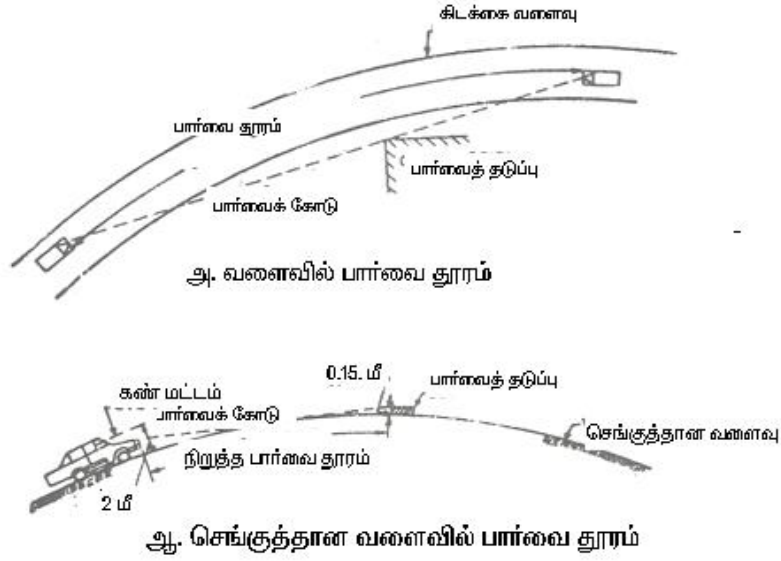 கிடக்கை வளைவு
பார்வை தூரம்
பார்வைத் தடுப்பு
பார்வைக் கோடு
அ. வளைவில் பார்வை தூரம்
0.15. மீ
பார்வைத் தடுப்பு
கண் மட்டம்
பார்வைக் கோடு
செங்குத்தான வளைவு
நிறுத்த பார்வை தூரம்
2 மீ
ஆ. செங்குத்தான வளைவில் பார்வை தூரம்